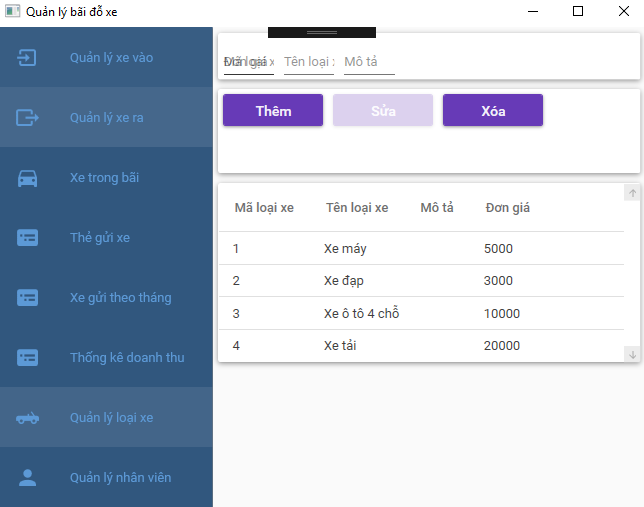 Quản lý bãi đỗ xe
Quản lý xe vào
Quản lý xe ra
Xe trong bãi
Thẻ gửi xe
Xe gửi theo tháng
Thống kê doanh thu
Quản lý loại xe
Quản lý nhân viên
Đơn giá Tên loại : Mô tả
Thêm Sửa Xóa
Mã loại xe Tên loại xe Mô tả Đơn giá
1 Xe máy 5000
2 Xe đạp 3000
3 Xe ô tô 4 chỗ 10000
4 Xe tải 20000